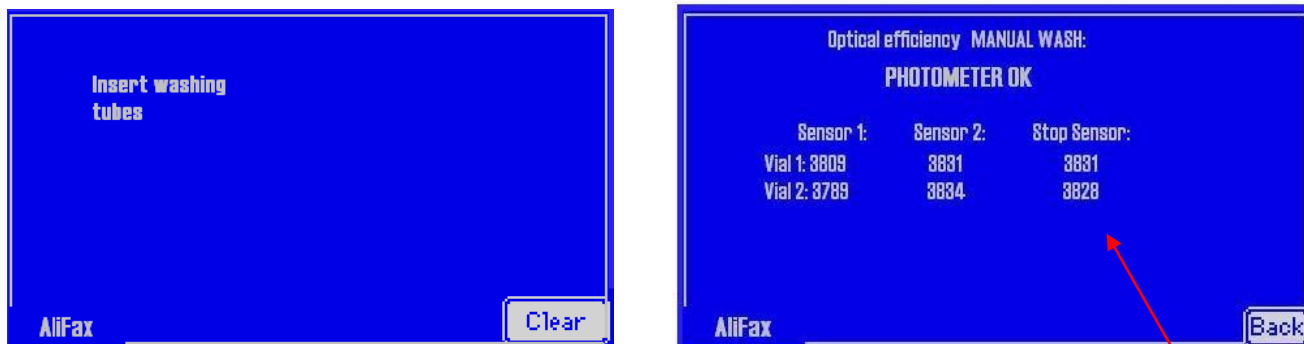 Insert washing
tubes
Clear
AliFax
Optical efficiency MANUAL WASH:
PHOTOMETER OK
Sensor 1: Sensor 2: Stop Sensor:
Vial 1: 3809 3831 3831
Vial 2: 3789 3834 3828
AliFax
Back